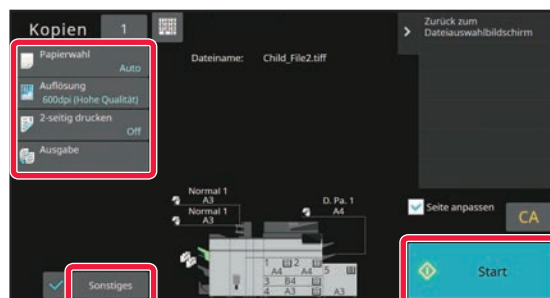 Kopien 1
Zurück zum
Dateiauswahlbildschirm
Papierwahl
Auto
Dateiname: Child_File2.tiff
Auflösung
600dpi (Hohe Qualität)
2-seitig drucken
Off
Ausgabe
Normal 1
A3
Normal 1
A3
D. Pa. 1
A4
Seite anpassen
CA
1 2
A4 A4 5
3 B4
4 A3 A3
Sonstiges
Start